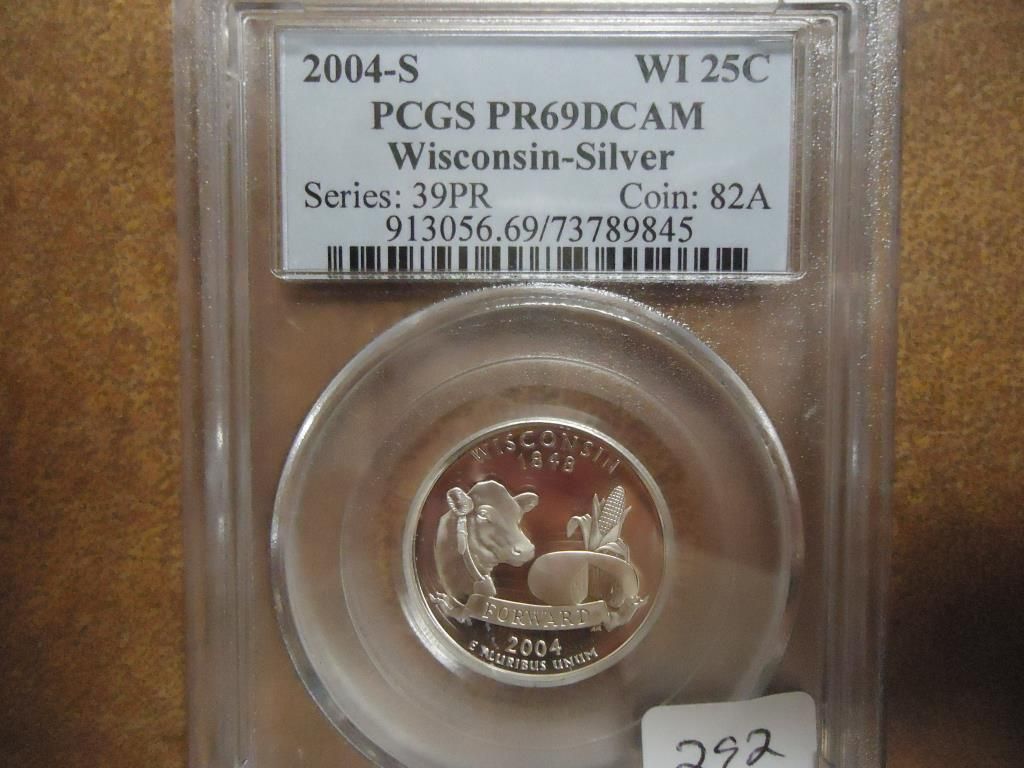 2004-S WI 25C
PCGS PR69DCAM
Wisconsin-Silver
Series: 39PR Coin: 82A
913056.69/73789845
WISCONSIN
1848
FORWARD
2004
E PLURIBUS UNUM
292